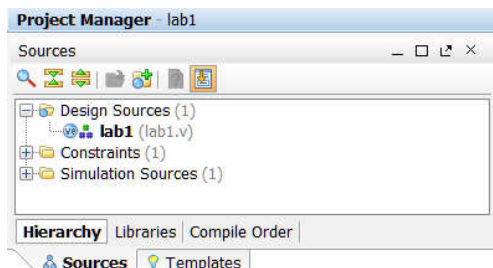 Project Manager - lab1
Sources
Design Sources (1)
lab1 (lab1.v)
Constraints (1)
Simulation Sources (1)
Hierarchy Libraries Compile Order
Sources Templates